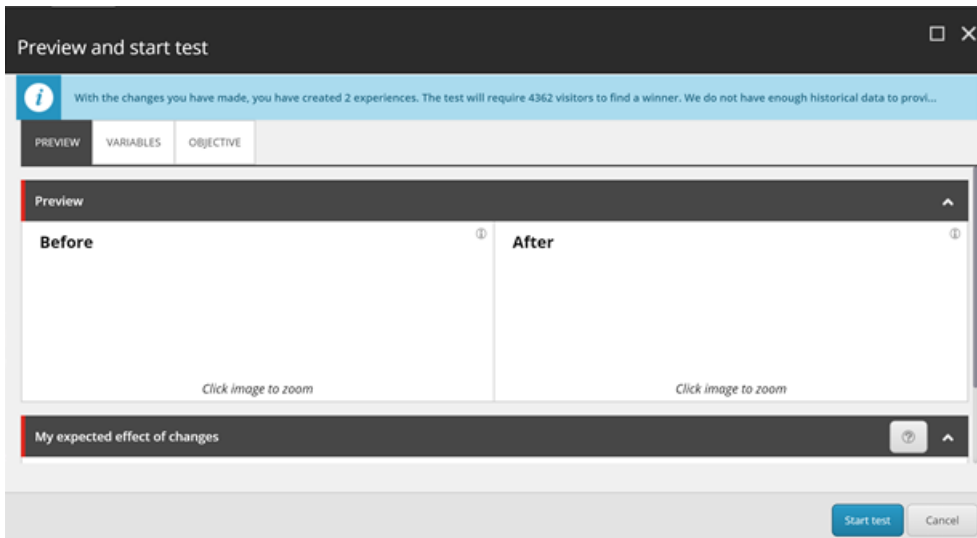 Preview and start test
With the changes you have made, you have created 2 experiences. The test will require 4362 visitors to find a winner. We do not have enough historical data to provi...
PREVIEW VARIABLES OBJECTIVE
Preview
Before After
Click image to zoom Click image to zoom
My expected effect of changes
Start test Cancel